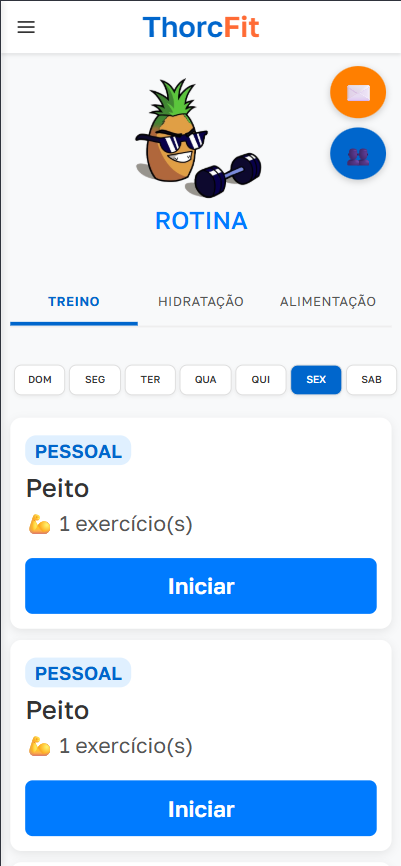 ThorcFit
ROTINA
TREINO HIDRATAÇÃO ALIMENTAÇÃO
DOM SEG TER QUA QUI SEX SAB
PESSOAL
Peito
💪 1 exercício(s)
Iniciar
PESSOAL
Peito
💪 1 exercício(s)
Iniciar